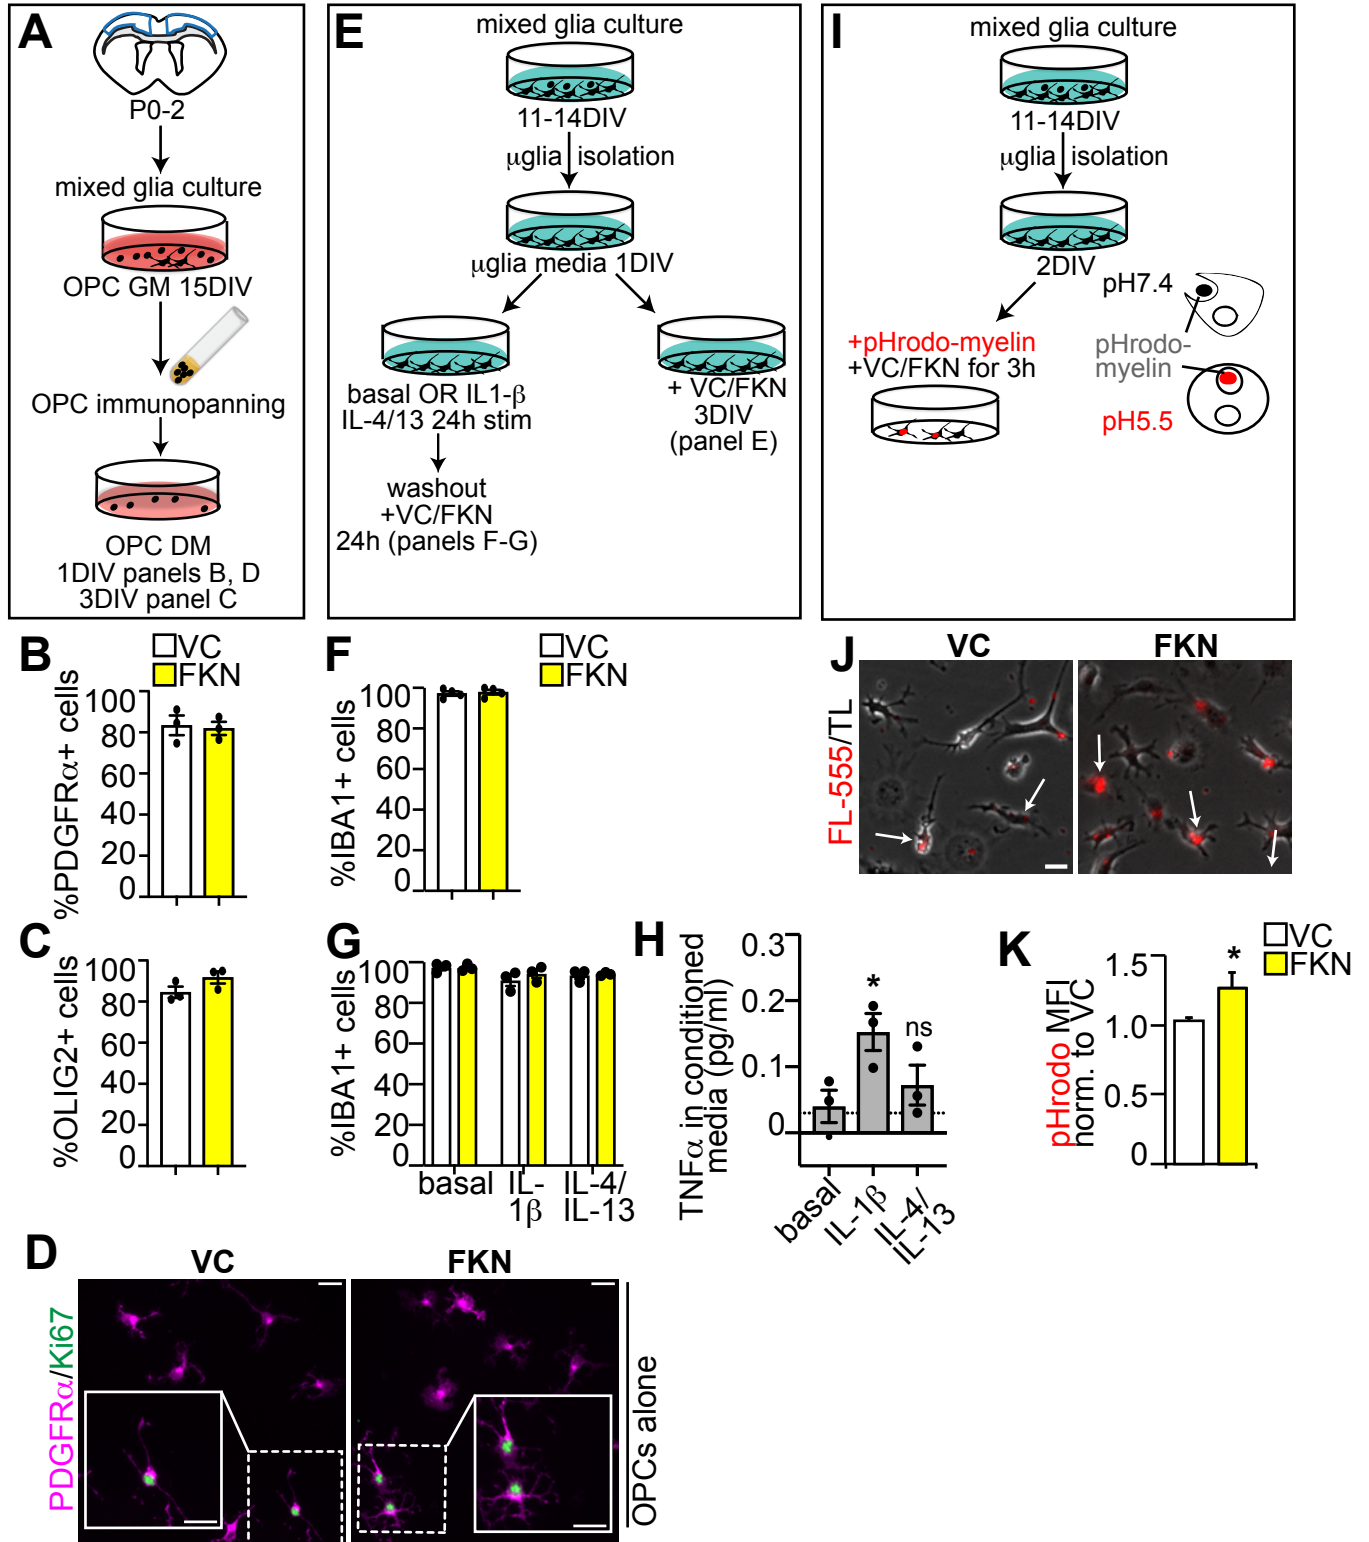 A
P0-2
mixed glia culture
OPC GM 15DIV
OPC immunopanning
OPC DM
1DIV panels B, D
3DIV panel C
E
mixed glia culture
11-14DIV
μglia isolation
μglia media 1DIV
basal OR IL1-β
IL-4/13 24h stim
washout
+VC/FKN
24h (panels F-G)
+ VC/FKN
3DIV
(panel E)
I
mixed glia culture
11-14DIV
μglia isolation
2DIV
+pHrodo-myelin
+VC/FKN for 3h
pH7.4
pHrodo-
myelin
pH5.5
B
VC
FKN
%PDGFRα+ cells
100
80
60
40
20
0
C
%OLIG2+ cells
100
80
60
40
20
0
F
VC
FKN
%IBA1+ cells
100
80
60
40
20
0
G
%IBA1+ cells
100
80
60
40
20
0
basal
IL-
1β
IL-4/
IL-13
H
TNFα in conditioned
media (pg/ml)
0.3
0.2
0.1
0
*
ns
basal
IL-1β
IL-4/
IL-13
J
VC
FKN
FL-555/TL
K
VC
FKN
pHrodo MFI
norm. to VC
1.5
1.0
0.5
0
*
D
VC
FKN
PDGFRα/Ki67
OPCs alone